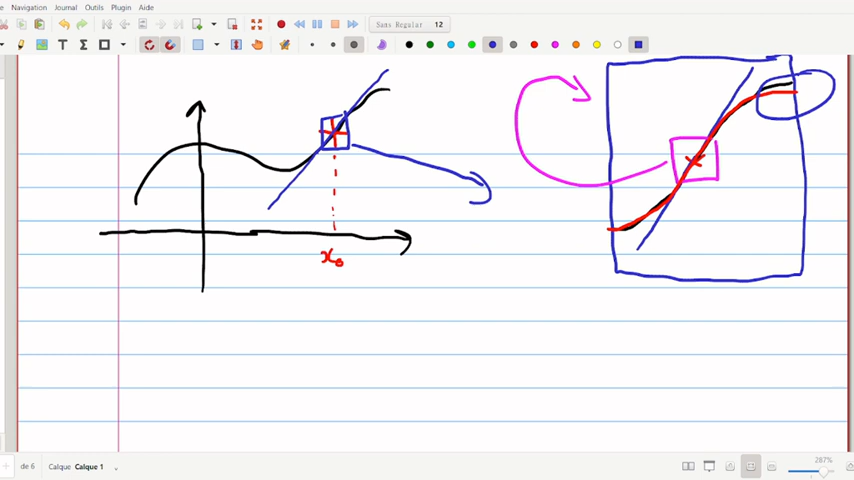 Navigation Journal Outils Plugin Aide
Sans Regular 12
x₀
de 6 Calque Calque 1 287%